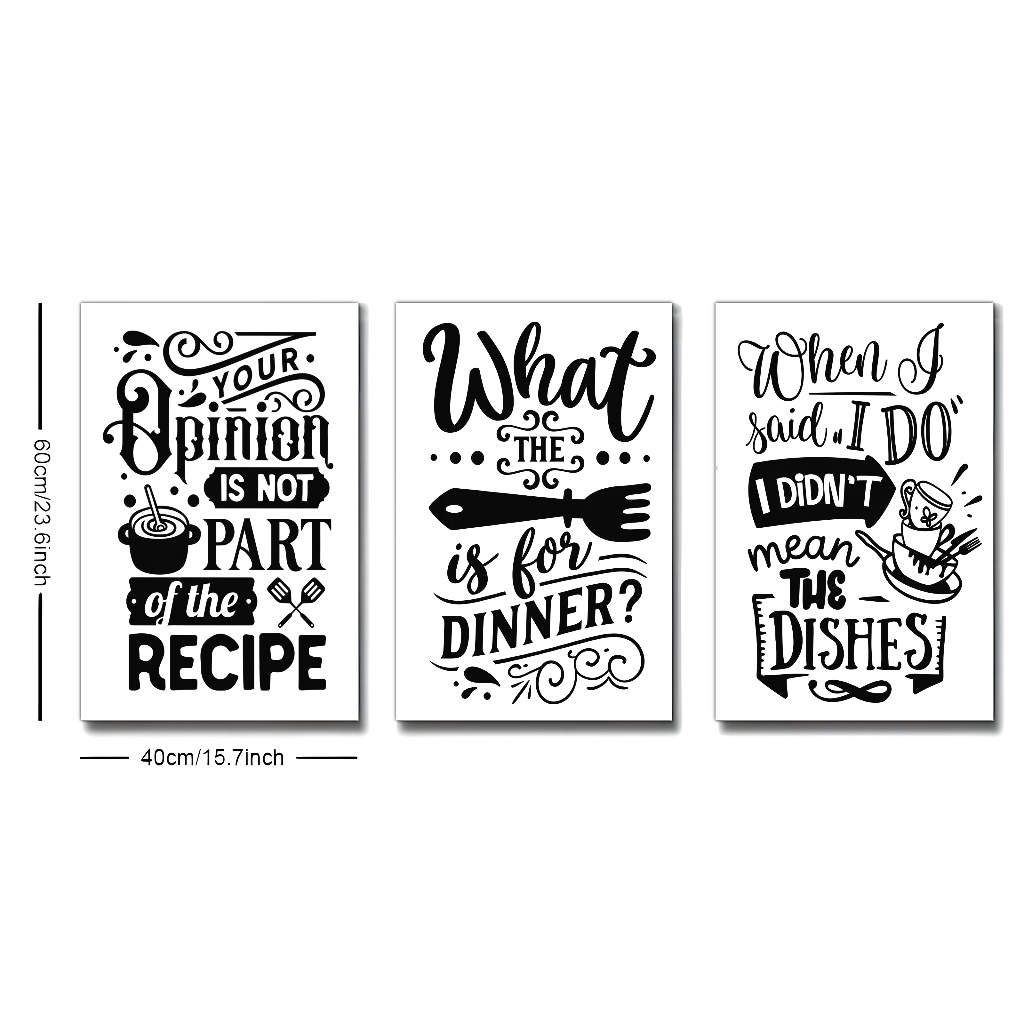 YOUR
Opinion
IS NOT
PART
of the
RECIPE
What
THE
is for
DINNER?
When I
said „I DO“
I DIDN'T
mean
THE
DISHES
60cm/23.6inch
40cm/15.7inch